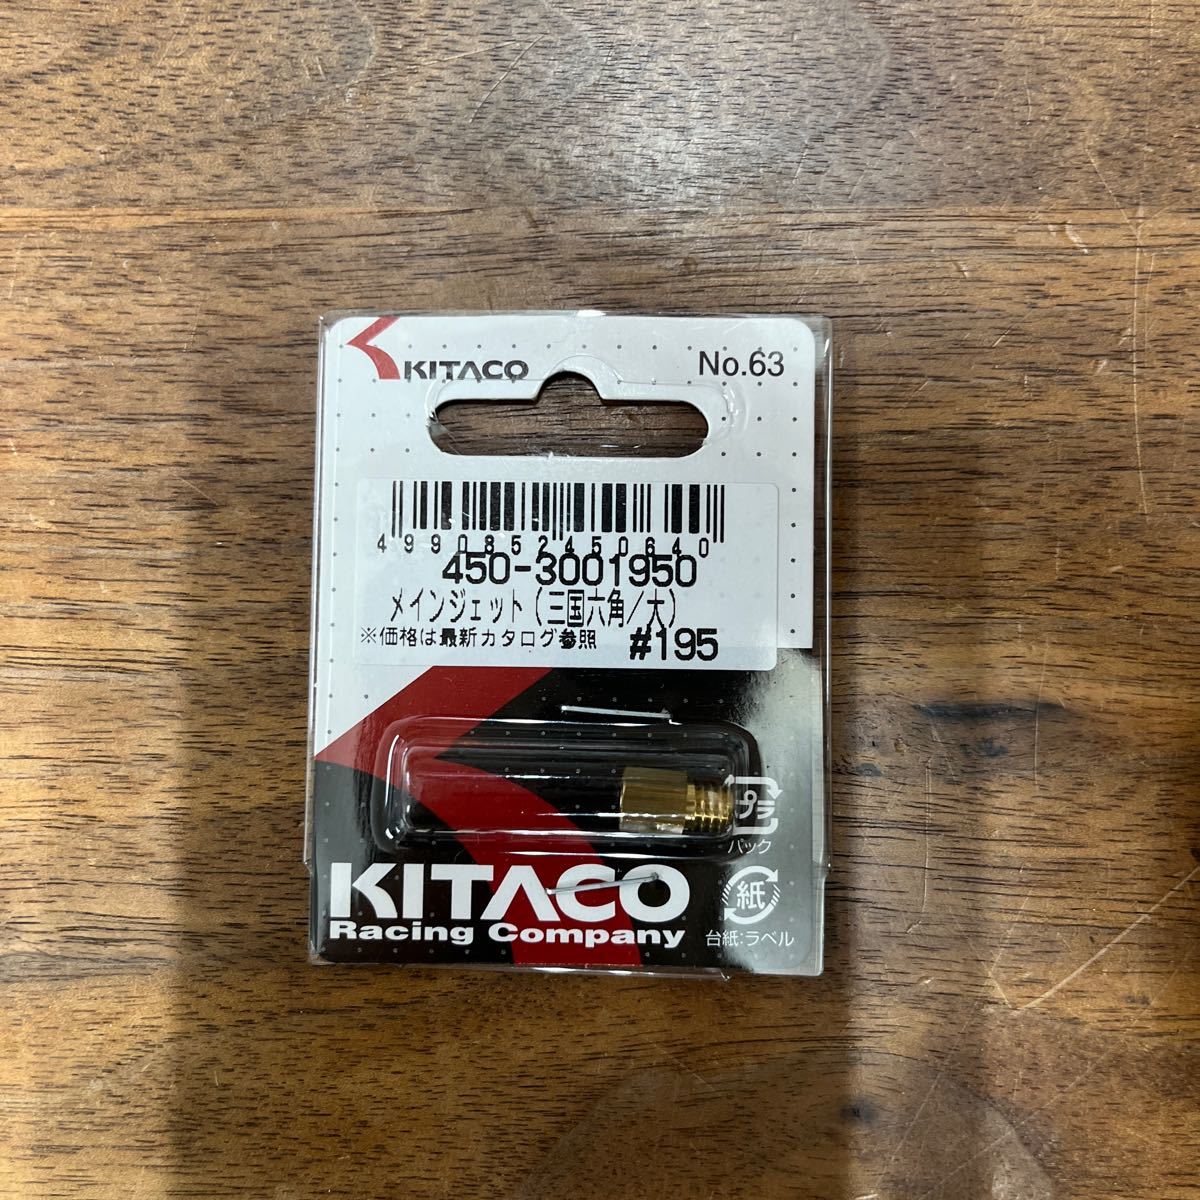 KITACO
No.63
4990852450640
450-3001950
メインジェット(三国六角/大)
※価格は最新カタログ参照 #195
プラ
パック
KITACO
Racing Company
紙
台紙:ラベル